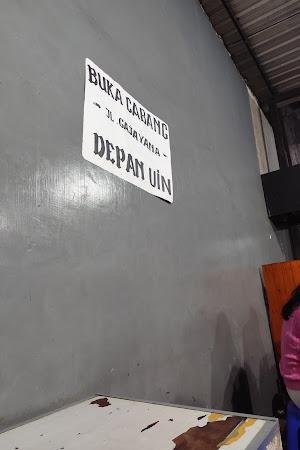 BUKA CABANG
- JL. GAJAYANA -
DEPAN UIN